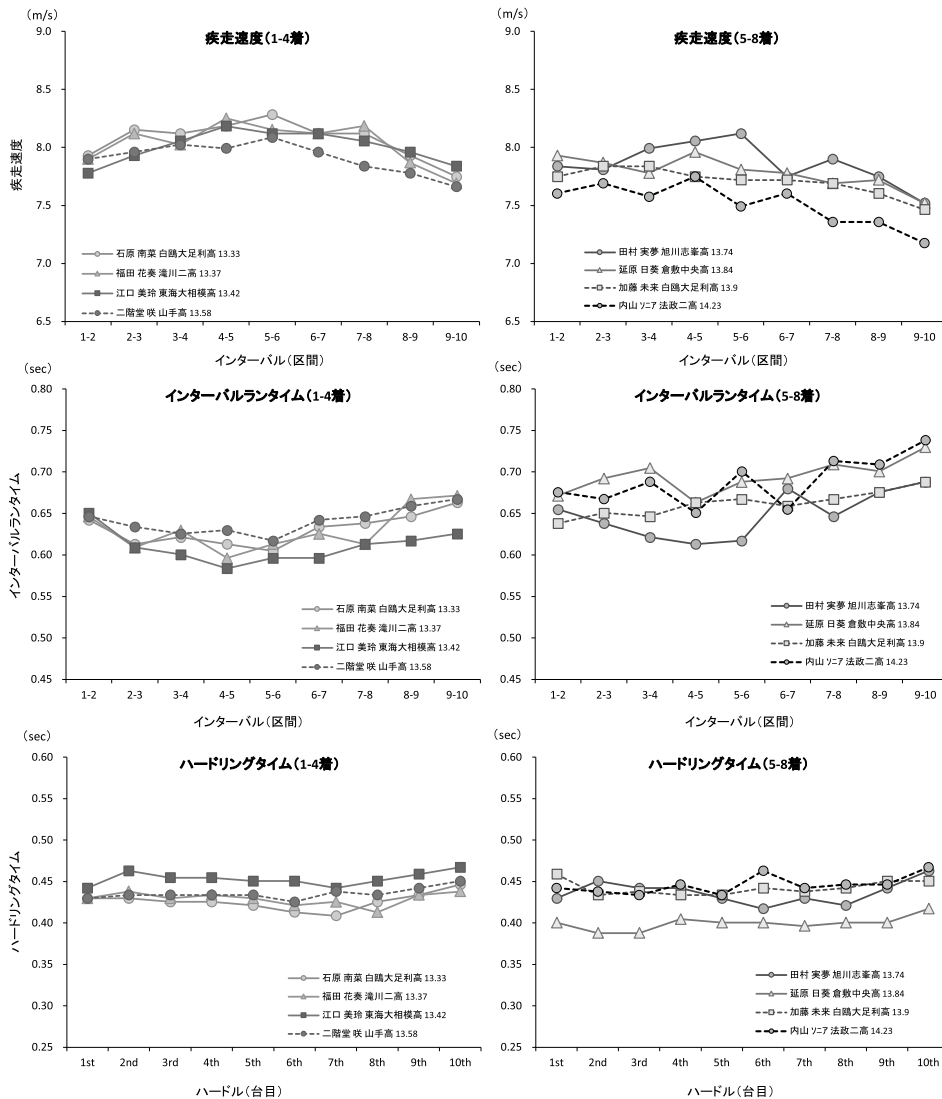 (m/s)
疾走速度(1-4着)
9.0
8.5
8.0
7.5
7.0
6.5
疾走速度
石原 南菜 白鴎大足利高 13.33
福田 花奏 滝川二高 13.37
江口 美玲 東海大相模高 13.42
二階堂 咲 山手高 13.58
1-2 2-3 3-4 4-5 5-6 6-7 7-8 8-9 9-10
インターバル(区間)
(m/s)
疾走速度(5-8着)
9.0
8.5
8.0
7.5
7.0
6.5
田村 実夢 旭川志峯高 13.74
延原 日葵 倉敷中央高 13.84
加藤 未来 白鴎大足利高 13.9
内山 ソニア 法政二高 14.23
1-2 2-3 3-4 4-5 5-6 6-7 7-8 8-9 9-10
インターバル(区間)
(sec)
インターバルランタイム(1-4着)
0.80
0.75
0.70
0.65
0.60
0.55
0.50
0.45
インターバルランタイム
石原 南菜 白鴎大足利高 13.33
福田 花奏 滝川二高 13.37
江口 美玲 東海大相模高 13.42
二階堂 咲 山手高 13.58
1-2 2-3 3-4 4-5 5-6 6-7 7-8 8-9 9-10
インターバル(区間)
(sec)
インターバルランタイム(5-8着)
0.80
0.75
0.70
0.65
0.60
0.55
0.50
0.45
田村 実夢 旭川志峯高 13.74
延原 日葵 倉敷中央高 13.84
加藤 未来 白鴎大足利高 13.9
内山 ソニア 法政二高 14.23
1-2 2-3 3-4 4-5 5-6 6-7 7-8 8-9 9-10
インターバル(区間)
(sec)
ハードリングタイム(1-4着)
0.60
0.55
0.50
0.45
0.40
0.35
0.30
0.25
ハードリングタイム
石原 南菜 白鴎大足利高 13.33
福田 花奏 滝川二高 13.37
江口 美玲 東海大相模高 13.42
二階堂 咲 山手高 13.58
1st 2nd 3rd 4th 5th 6th 7th 8th 9th 10th
ハードル(台目)
(sec)
ハードリングタイム(5-8着)
0.60
0.55
0.50
0.45
0.40
0.35
0.30
0.25
田村 実夢 旭川志峯高 13.74
延原 日葵 倉敷中央高 13.84
加藤 未来 白鴎大足利高 13.9
内山 ソニア 法政二高 14.23
1st 2nd 3rd 4th 5th 6th 7th 8th 9th 10th
ハードル(台目)